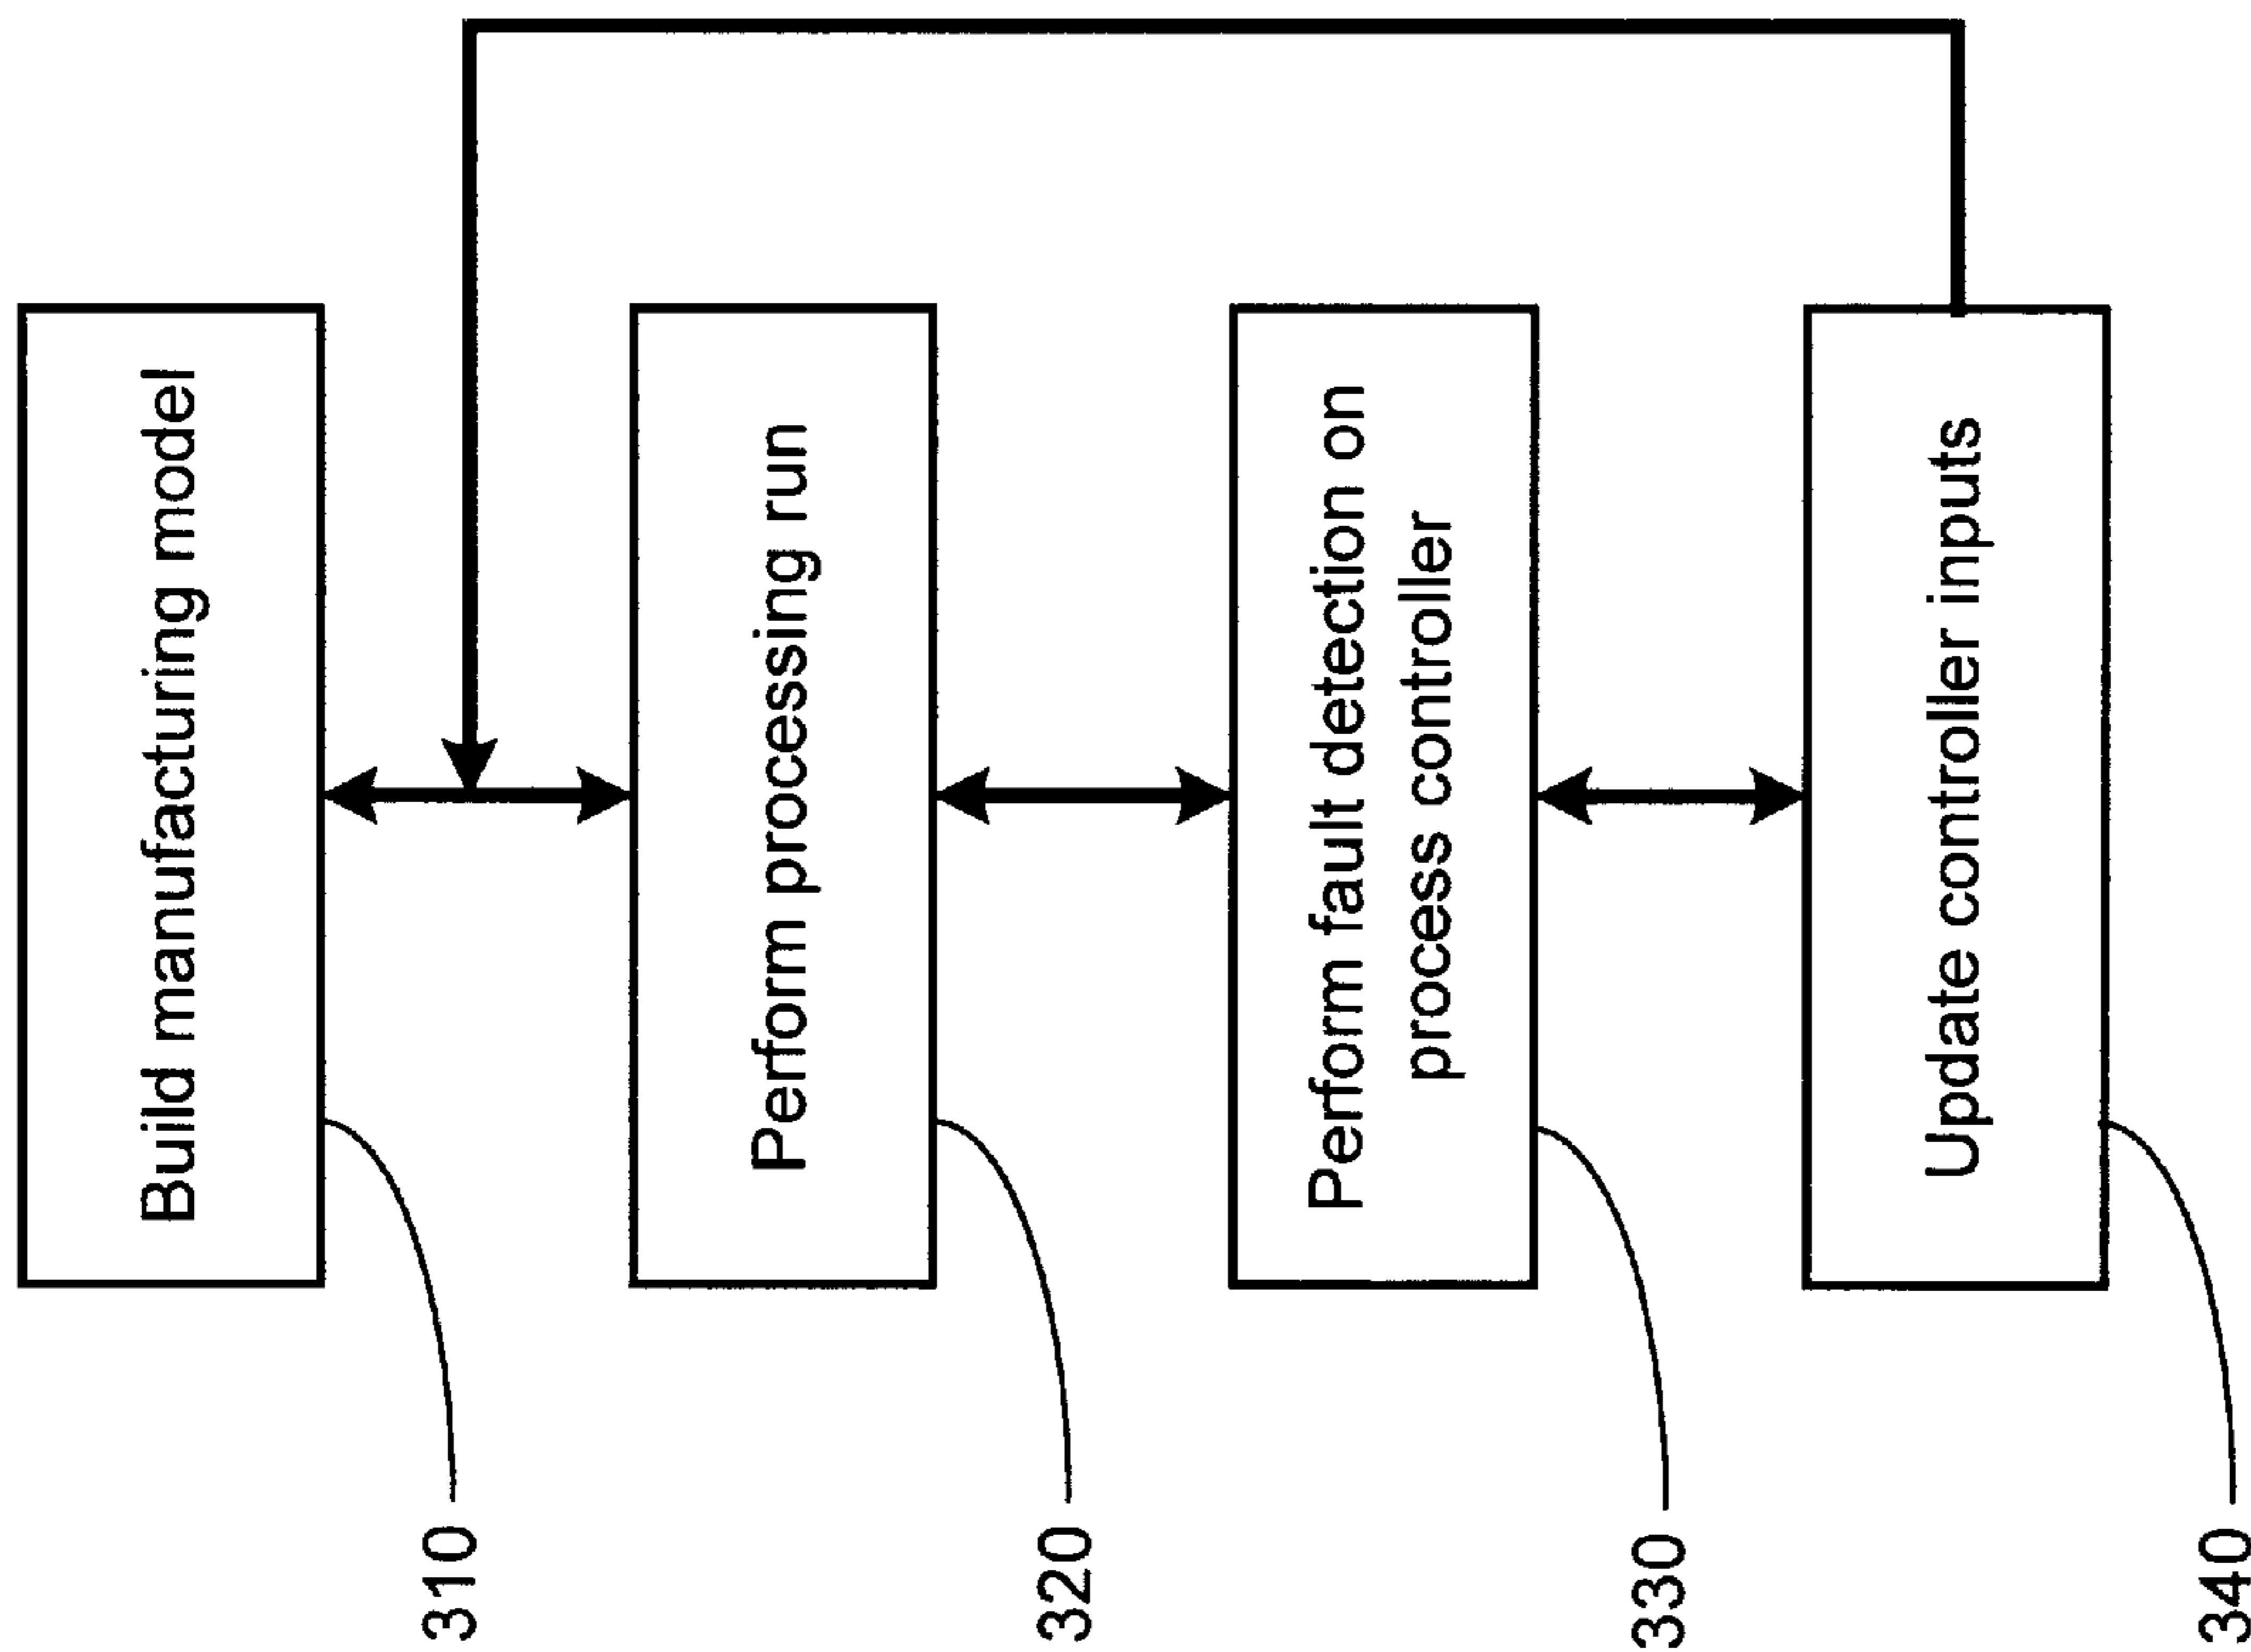 Build manufacturing model
310
Perform processing run
320
Perform fault detection on
process controller
330
Update controller inputs
340